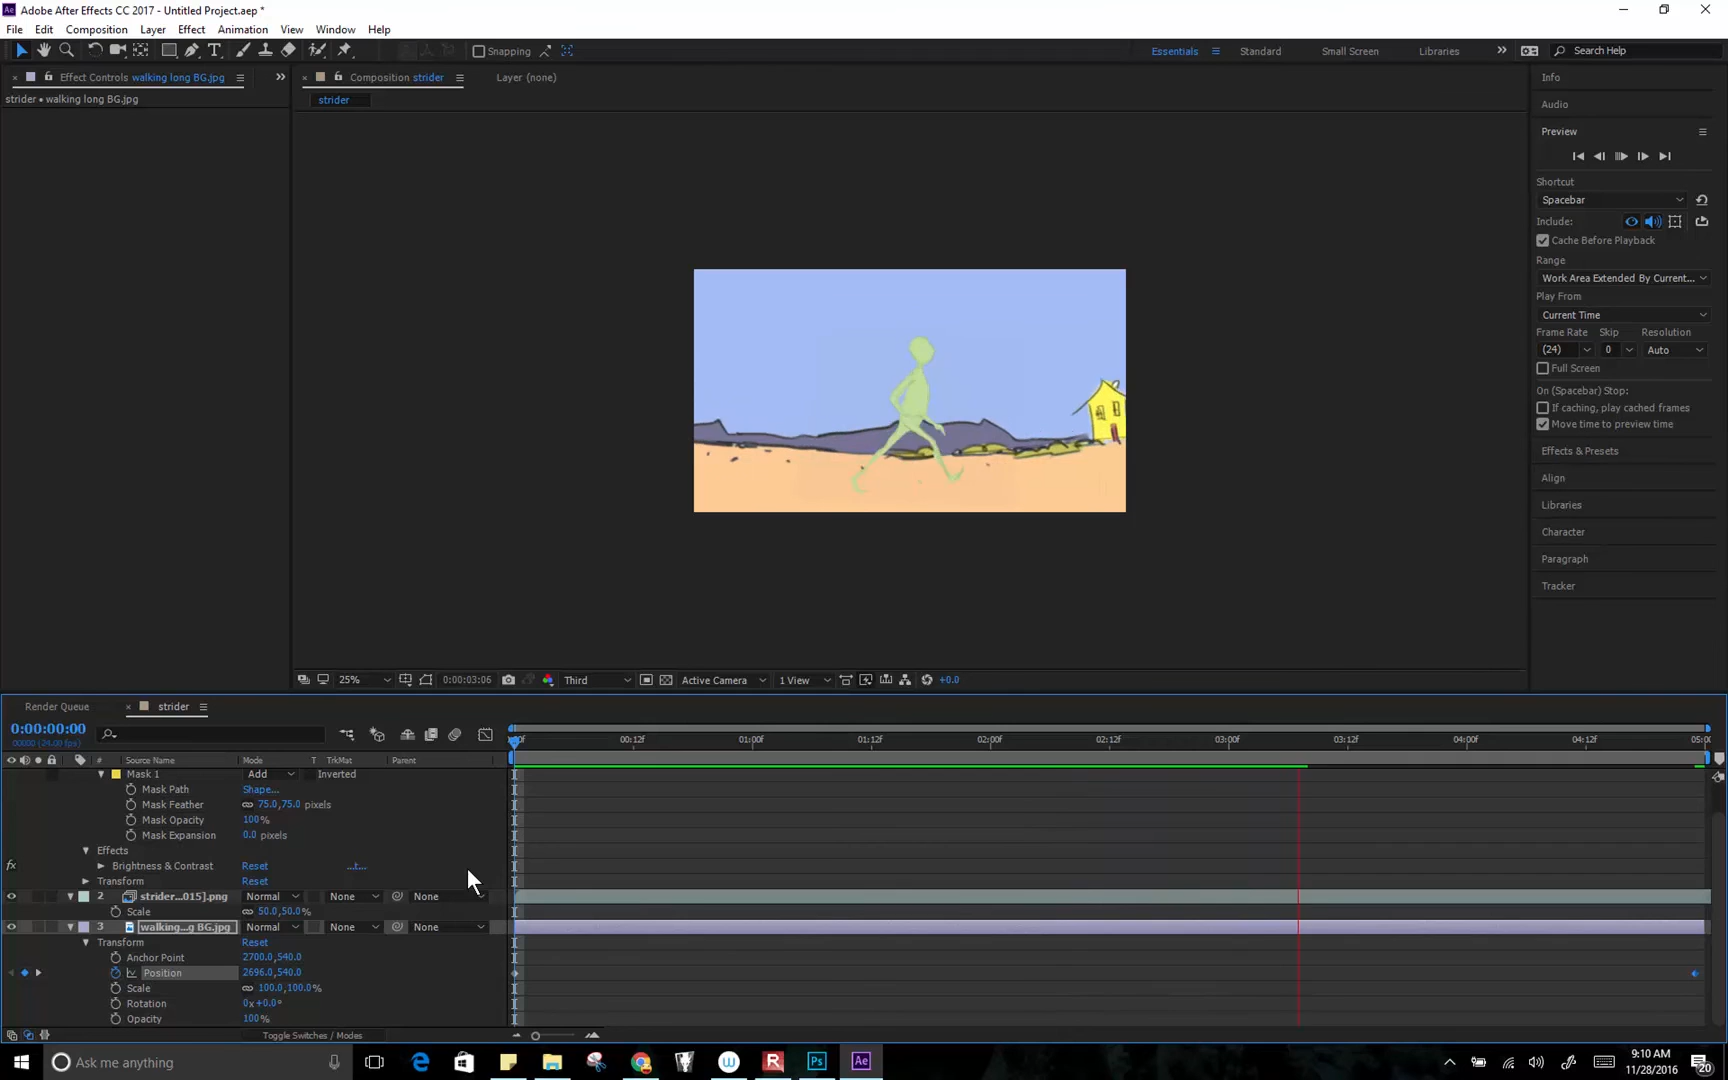 Adobe After Effects CC 2017 - Untitled Project.aep *
File Edit Composition Layer Effect Animation View Window Help
Snapping Essentials Standard Small Screen Libraries Search Help
Effect Controls walking long BG.jpg Composition strider Layer (none)
strider • walking long BG.jpg
strider
Info
Audio
Preview
Shortcut
Spacebar
Include:
Cache Before Playback
Range
Work Area Extended By Current...
Play From
Current Time
Frame Rate Skip Resolution
(24) 0 Auto
Full Screen
On (Spacebar) Stop:
If caching, play cached frames
Move time to preview time
Effects & Presets
Align
Libraries
Character
Paragraph
Tracker
25% 0:00:03:06 Third Active Camera 1 View +0.0
Render Queue strider
0:00:00:00
00000 (24.00 fps)
00f 00:12f 01:00f 01:12f 02:00f 02:12f 03:00f 03:12f 04:00f 04:12f 05:00
# Source Name Mode T TrkMat Parent
Mask 1 Add Inverted
Mask Path Shape...
Mask Feather 75.0,75.0 pixels
Mask Opacity 100%
Mask Expansion 0.0 pixels
Effects
fx Brightness & Contrast Reset ...t...
Transform Reset
2 strider...015].png Normal None None
Scale 50.0,50.0%
3 walking...g BG.jpg Normal None None
Transform Reset
Anchor Point 2700.0,540.0
Position 2696.0,540.0
Scale 100.0,100.0%
Rotation 0x+0.0°
Opacity 100%
Toggle Switches / Modes
Ask me anything
9:10 AM
11/28/2016
20